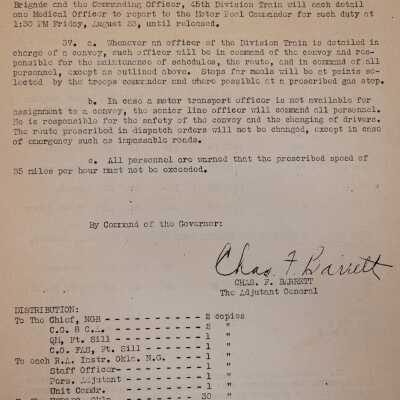 Brigade and the Commanding Officer, 45th Division Train will each detail
one Medical Officer to report to the Motor Pool Commander for such duty at
1:30 PM Friday, August 23, until released.
37. a. Whenever an officer of the Division Train is detailed in
charge of a convoy, such officer will be in command of the convoy and res-
ponsible for the maintenance of schedules, the route, and in command of all
personnel, except as outlined above. Stops for meals will be at points se-
lected by the troops commander and where possible at a prescribed gas stop.
b. In case a motor transport officer is not available for
assignment to a convoy, the senior line officer will command all personnel.
He is responsible for the safety of the convoy and the changing of drivers.
The route prescribed in dispatch orders will not be changed, except in case
of emergency such as impassable roads.
c. All personnel are warned that the prescribed speed of
35 miles per hour must not be exceeded.
By Command of the Governor:
Chas F. Barrett
CHAS. F. BARRETT
The Adjutant General
DISTRIBUTION:
To The Chief, NGB - - - - - - - - - - - 2 copies
C.G. 8 C.A. - - - - - - - - - - - 2 "
QM, Ft. Sill - - - - - - - - - - 1 "
C.O. FAS, Ft. Sill - - - - - - - 1 "
To each R.A. Instr. Okla. N.G. - - - 1 "
Staff Officer - - - - - - - - - - 1 "
Pers. Adjutant - - - - - - - - - 1 "
Unit Comdr. - - - - - - - - - - - 1 "
30 "